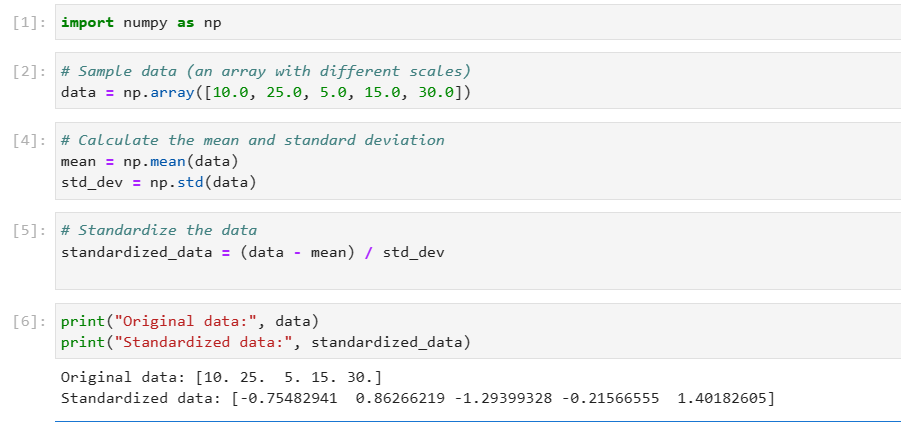 [1]: import numpy as np
[2]: # Sample data (an array with different scales)
data = np.array([10.0, 25.0, 5.0, 15.0, 30.0])
[4]: # Calculate the mean and standard deviation
mean = np.mean(data)
std_dev = np.std(data)
[5]: # Standardize the data
standardized_data = (data - mean) / std_dev
[6]: print("Original data:", data)
print("Standardized data:", standardized_data)
Original data: [10. 25.  5. 15. 30.]
Standardized data: [-0.75482941  0.86266219 -1.29399328 -0.21566555  1.40182605]